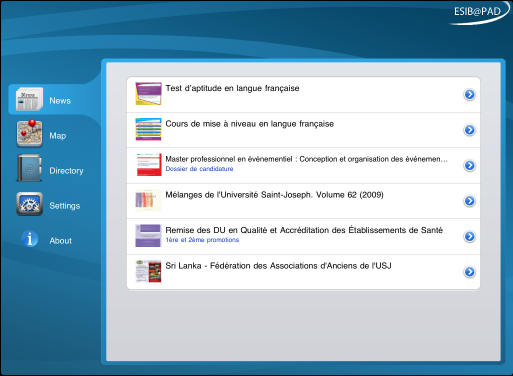 ESIB@PAD
News
Map
Directory
Settings
About
Test d'aptitude en langue française
Cours de mise à niveau en langue française
Master professionnel en événementiel : Conception et organisation des événemen...
Dossier de candidature
Mélanges de l'Université Saint-Joseph. Volume 62 (2009)
Remise des DU en Qualité et Accréditation des Établissements de Santé
1ère et 2ème promotions
Sri Lanka - Fédération des Associations d'Anciens de l'USJ